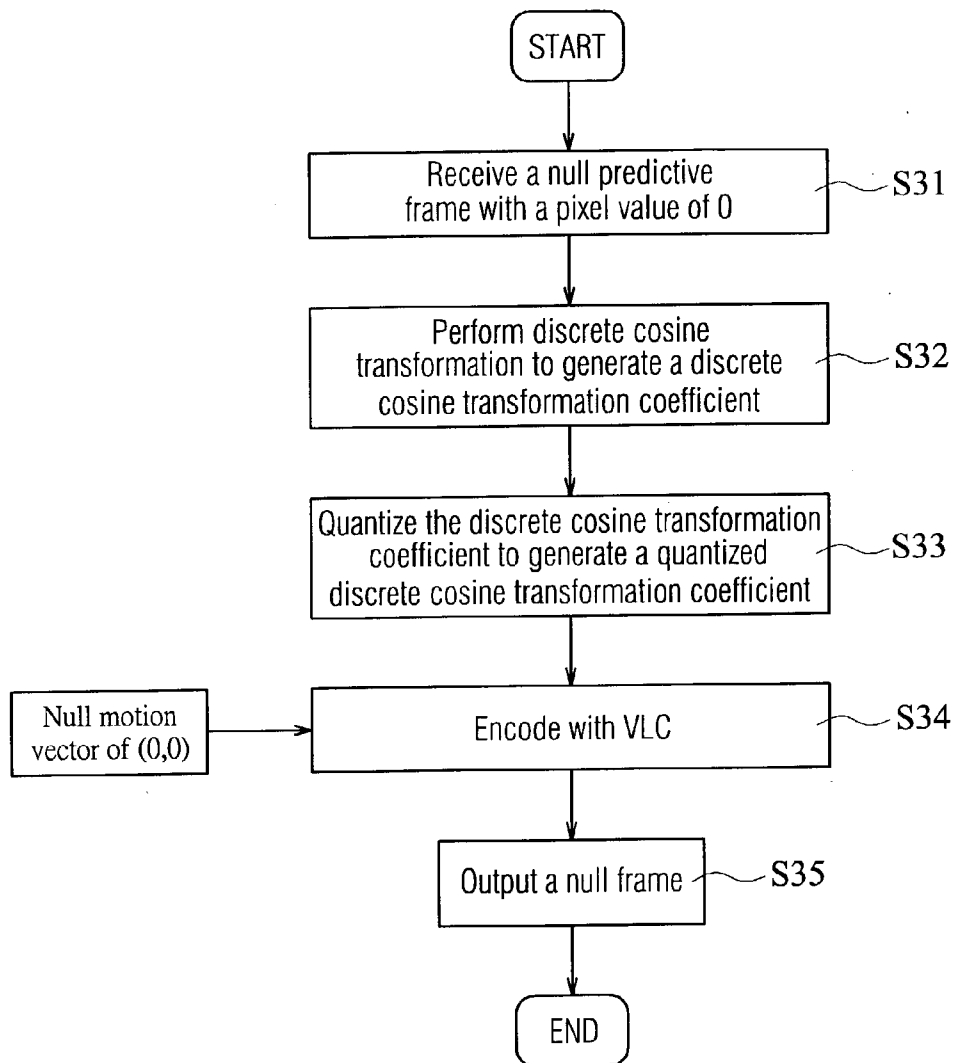 START
Receive a null predictive
frame with a pixel value of 0
S31
Perform discrete cosine
transformation to generate a discrete
cosine transformation coefficient
S32
Quantize the discrete cosine transformation
coefficient to generate a quantized
discrete cosine transformation coefficient
S33
Null motion
vector of (0,0)
Encode with VLC
S34
Output a null frame
S35
END